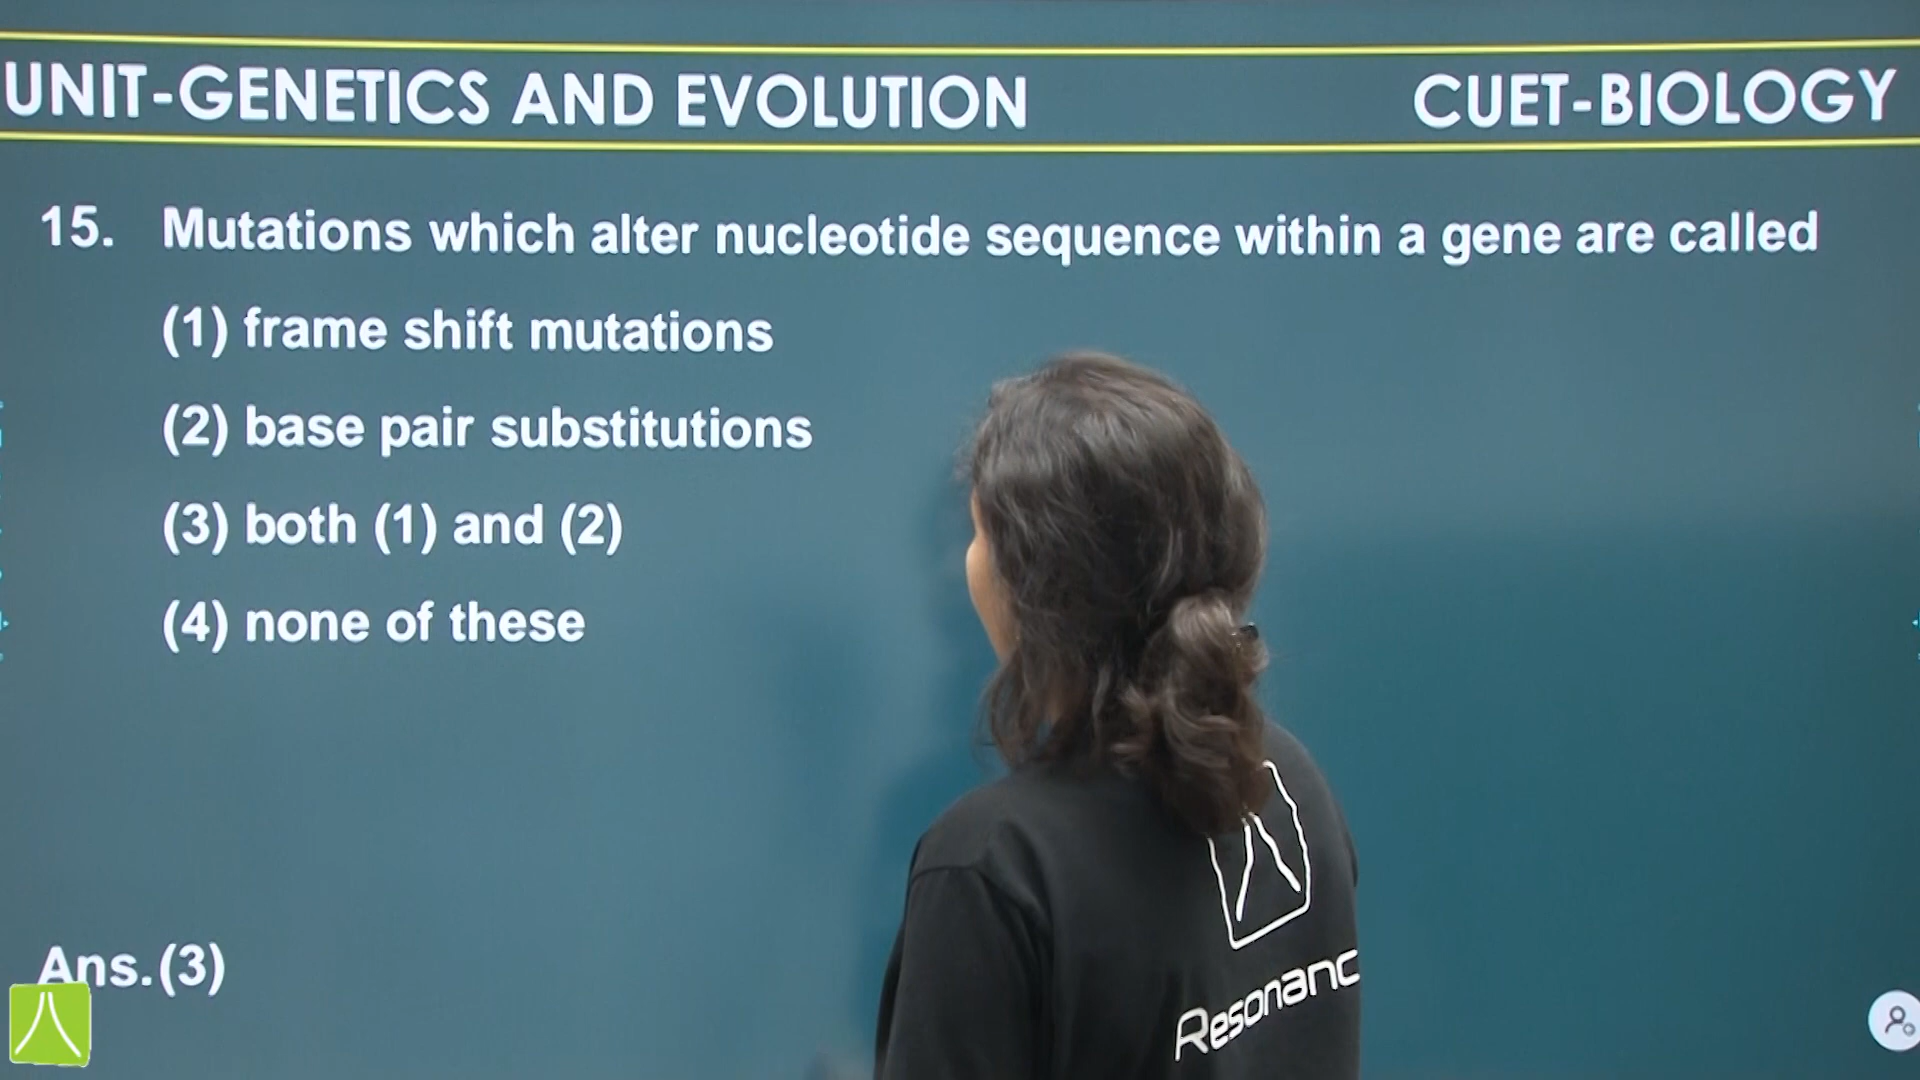 UNIT-GENETICS AND EVOLUTION CUET-BIOLOGY
15. Mutations which alter nucleotide sequence within a gene are called
(1) frame shift mutations
(2) base pair substitutions
(3) both (1) and (2)
(4) none of these
Ans.(3)
Resonanc